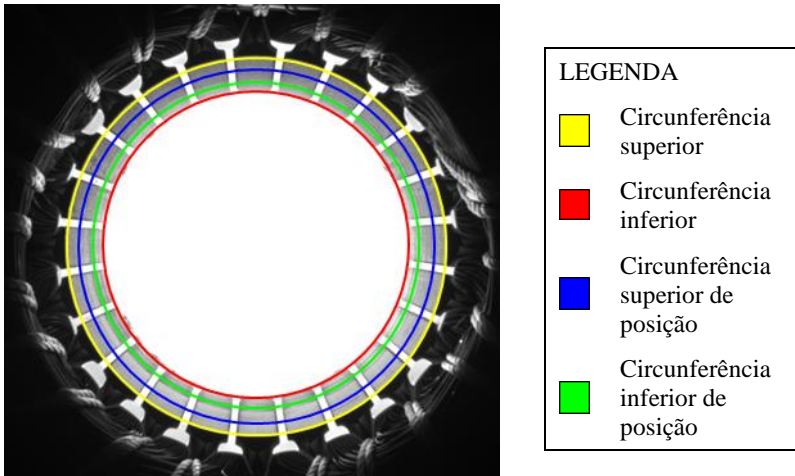 LEGENDA
Circunferência
superior
Circunferência
inferior
Circunferência
superior de
posição
Circunferência
inferior de
posição